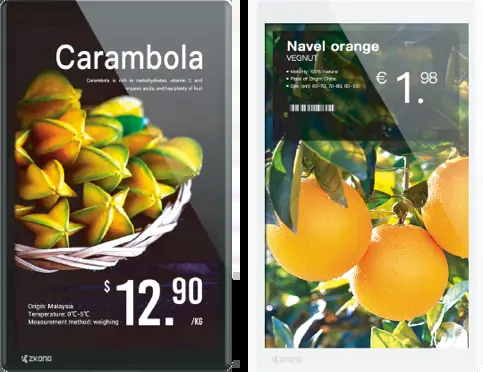 Carambola
Carambola is rich in carbohydrates, vitamin C and
organic acids, and has plenty of fruit
$12.90
/KG
Origin: Malaysia
Temperature: 0℃-5℃
Measurement method: weighing
ZKONG
Navel orange
VEGNUT
Maturity: 100% natural
Place of Origin: China
Size (cm): 60-70, 70-80, 80-100
€ 1.98
ZKONG